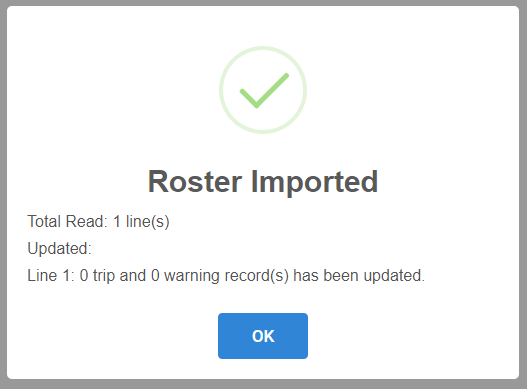 Roster Imported
Total Read: 1 line(s)
Updated:
Line 1: 0 trip and 0 warning record(s) has been updated.
OK